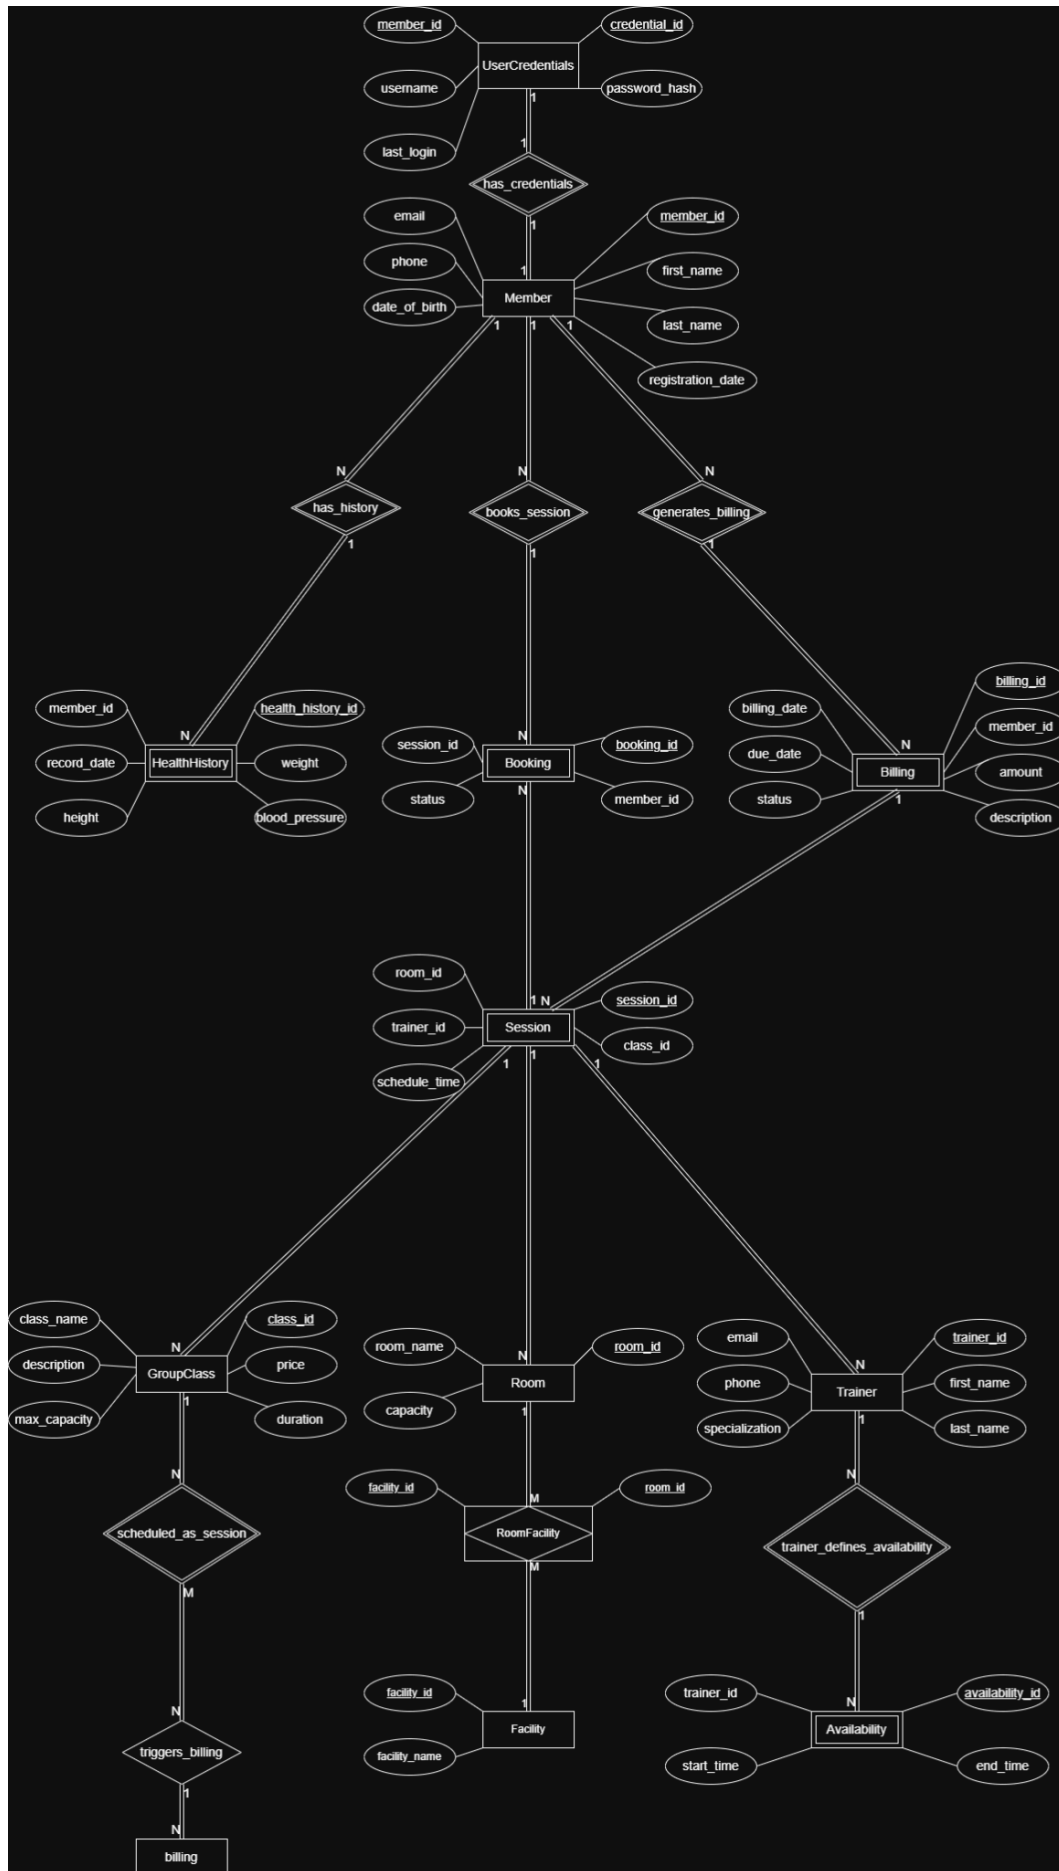 member_id
credential_id
UserCredentials
username
password_hash
1
last_login
1
has_credentials
1
email
member_id
phone
first_name
1
date_of_birth
Member
last_name
1
1
1
registration_date
N
N
N
has_history
books_session
generates_billing
1
1
1
member_id
health_history_id
N
record_date
HealthHistory
weight
height
blood_pressure
session_id
N
booking_id
Booking
status
N
member_id
billing_date
billing_id
N
member_id
due_date
Billing
amount
status
1
description
room_id
1
N
session_id
trainer_id
Session
class_id
schedule_time
1
1
1
class_name
class_id
N
description
GroupClass
price
max_capacity
1
duration
room_name
N
room_id
Room
capacity
1
email
trainer_id
N
phone
Trainer
first_name
specialization
1
last_name
N
scheduled_as_session
M
facility_id
M
room_id
RoomFacility
M
N
trainer_defines_availability
1
facility_id
1
Facility
facility_name
trainer_id
N
availability_id
Availability
start_time
end_time
N
triggers_billing
1
N
billing